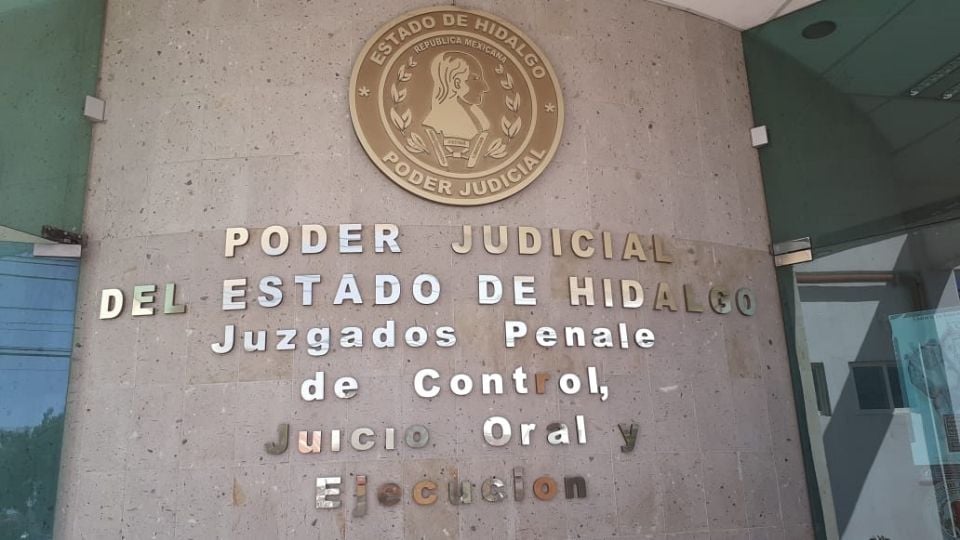 ESTADO DE HIDALGO
REPÚBLICA MEXICANA
PODER JUDICIAL
PODER JUDICIAL
DEL ESTADO DE HIDALGO
Juzgados Penale
de Control,
Juicio Oral y
Ejecucion